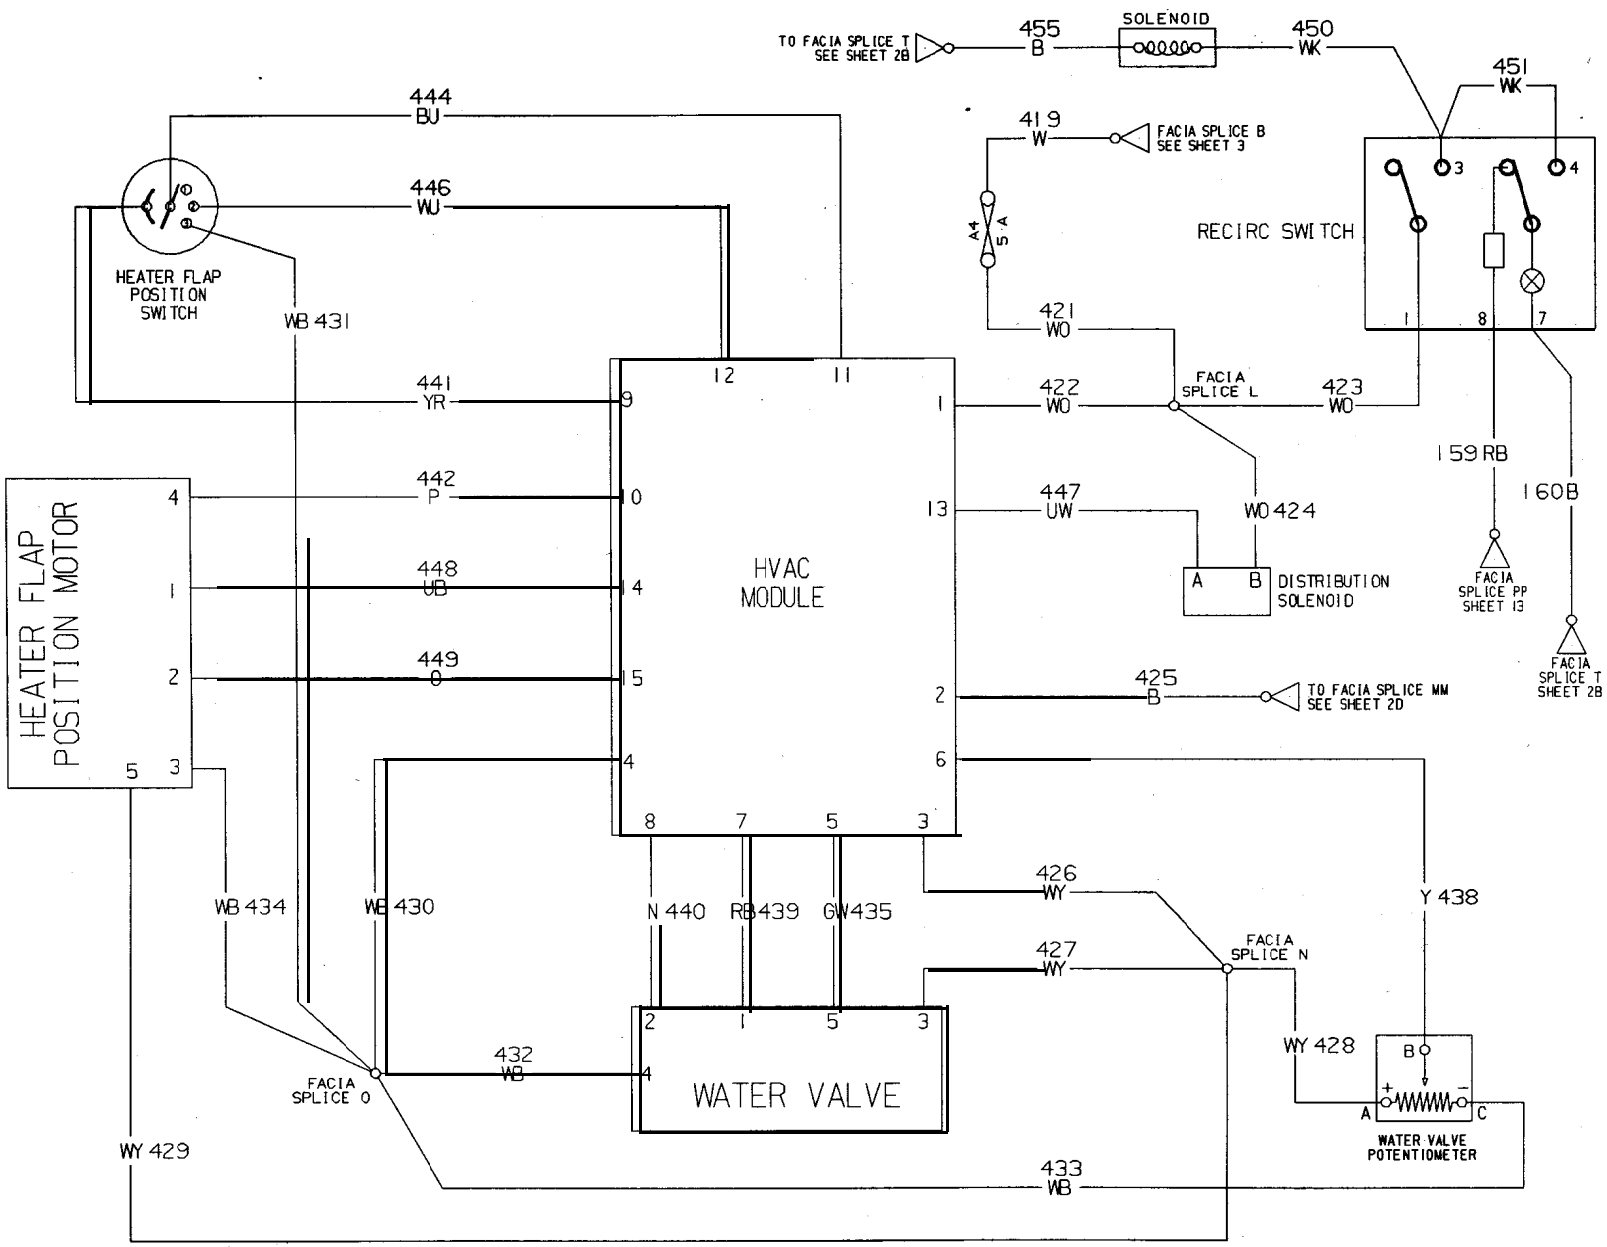 SOLENOID
TO FACIA SPLICE T
SEE SHEET 2B
455
B
450
WK
451
WK
444
BU
419
W
FACIA SPLICE B
SEE SHEET 3
3
4
1
2
3
446
WU
A4
5 A
RECIRC SWITCH
HEATER FLAP
POSITION
SWITCH
WB 431
421
WO
1
8
7
12
11
FACIA
SPLICE L
441
YR
9
1
422
WO
423
WO
159 RB
160B
442
P
4
10
13
447
UW
WO 424
HEATER FLAP
POSITION MOTOR
HVAC
MODULE
448
UB
1
14
A
B
DISTRIBUTION
SOLENOID
FACIA
SPLICE PP
SHEET 13
FACIA
SPLICE T
SHEET 2B
449
O
2
15
2
425
B
TO FACIA SPLICE MM
SEE SHEET 2D
5
3
4
6
8
7
5
3
426
WY
WB 434
WB 430
N 440
RB 439
GW 435
Y 438
427
WY
FACIA
SPLICE N
2
1
5
3
WY 428
B
432
WB
4
WATER VALVE
FACIA
SPLICE O
+
-
A
C
WATER VALVE
POTENTIOMETER
WY 429
433
WB